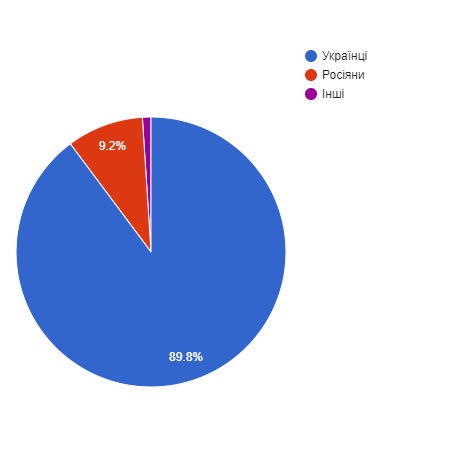 Українці
Росіяни
Інші
9.2%
89.8%